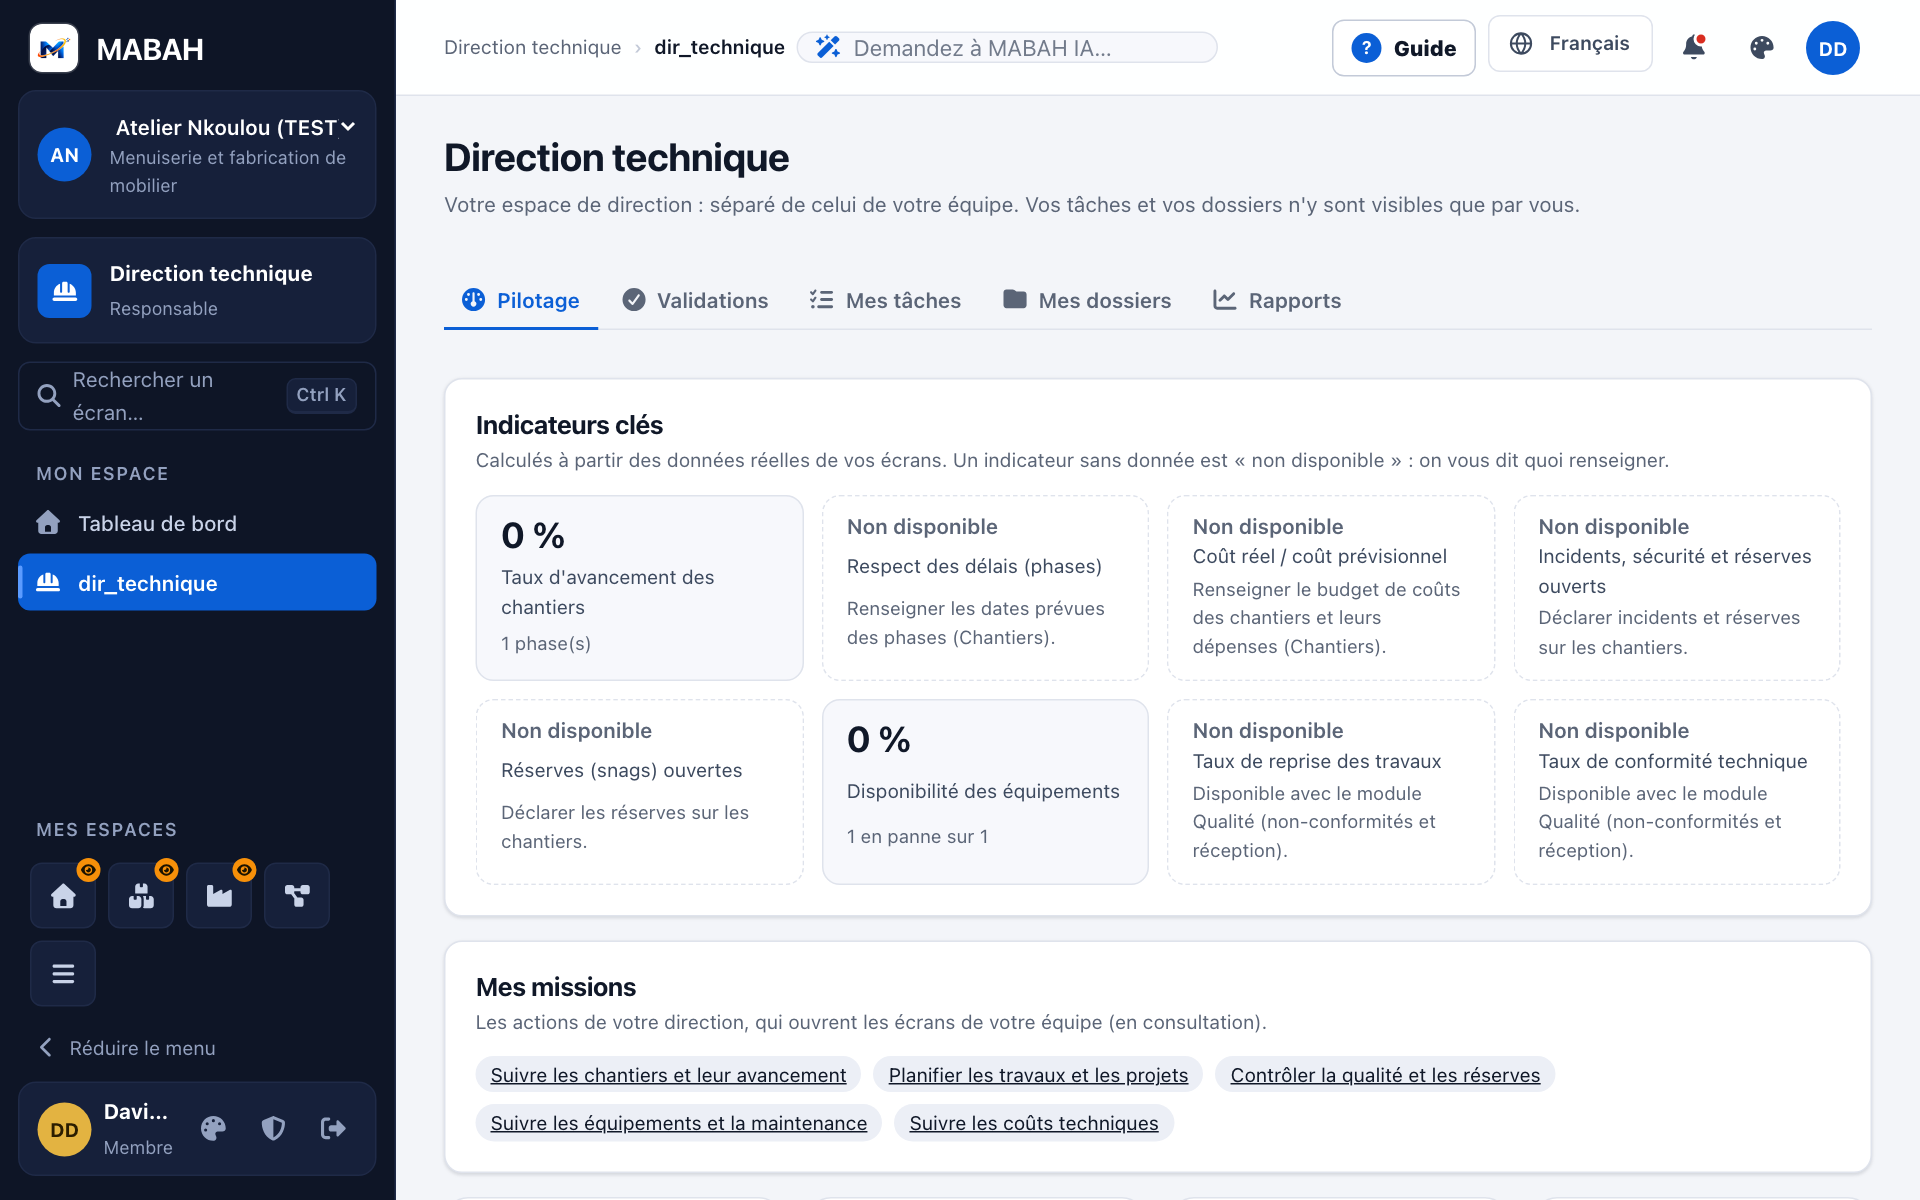 MABAH
AN
Atelier Nkoulou (TEST
Menuiserie et fabrication de
mobilier
Direction technique
Responsable
Rechercher un
écran...
Ctrl K
MON ESPACE
Tableau de bord
dir_technique
MES ESPACES
Réduire le menu
DD
Davi...
Membre
Direction technique › dir_technique
Demandez à MABAH IA...
? Guide
Français
DD
Direction technique
Votre espace de direction : séparé de celui de votre équipe. Vos tâches et vos dossiers n'y sont visibles que par vous.
Pilotage
Validations
Mes tâches
Mes dossiers
Rapports
Indicateurs clés
Calculés à partir des données réelles de vos écrans. Un indicateur sans donnée est « non disponible » : on vous dit quoi renseigner.
0 %
Taux d'avancement des
chantiers
1 phase(s)
Non disponible
Respect des délais (phases)
Renseigner les dates prévues
des phases (Chantiers).
Non disponible
Coût réel / coût prévisionnel
Renseigner le budget de coûts
des chantiers et leurs
dépenses (Chantiers).
Non disponible
Incidents, sécurité et réserves
ouverts
Déclarer incidents et réserves
sur les chantiers.
Non disponible
Réserves (snags) ouvertes
Déclarer les réserves sur les
chantiers.
0 %
Disponibilité des équipements
1 en panne sur 1
Non disponible
Taux de reprise des travaux
Disponible avec le module
Qualité (non-conformités et
réception).
Non disponible
Taux de conformité technique
Disponible avec le module
Qualité (non-conformités et
réception).
Mes missions
Les actions de votre direction, qui ouvrent les écrans de votre équipe (en consultation).
Suivre les chantiers et leur avancement
Planifier les travaux et les projets
Contrôler la qualité et les réserves
Suivre les équipements et la maintenance
Suivre les coûts techniques